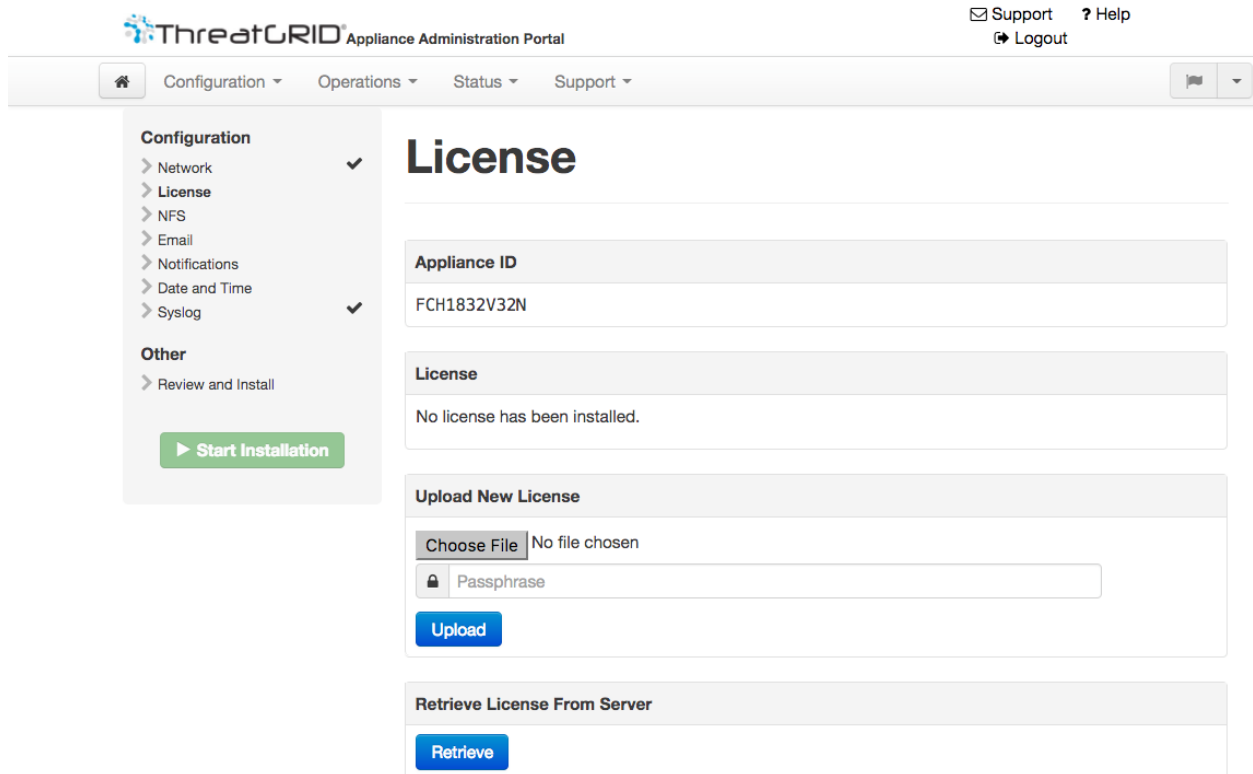 ThreatGRID Appliance Administration Portal
Support ? Help
Logout
Configuration Operations Status Support
Configuration
Network
License
NFS
Email
Notifications
Date and Time
Syslog
Other
Review and Install
Start Installation
License
Appliance ID
FCH1832V32N
License
No license has been installed.
Upload New License
Choose File No file chosen
Passphrase
Upload
Retrieve License From Server
Retrieve